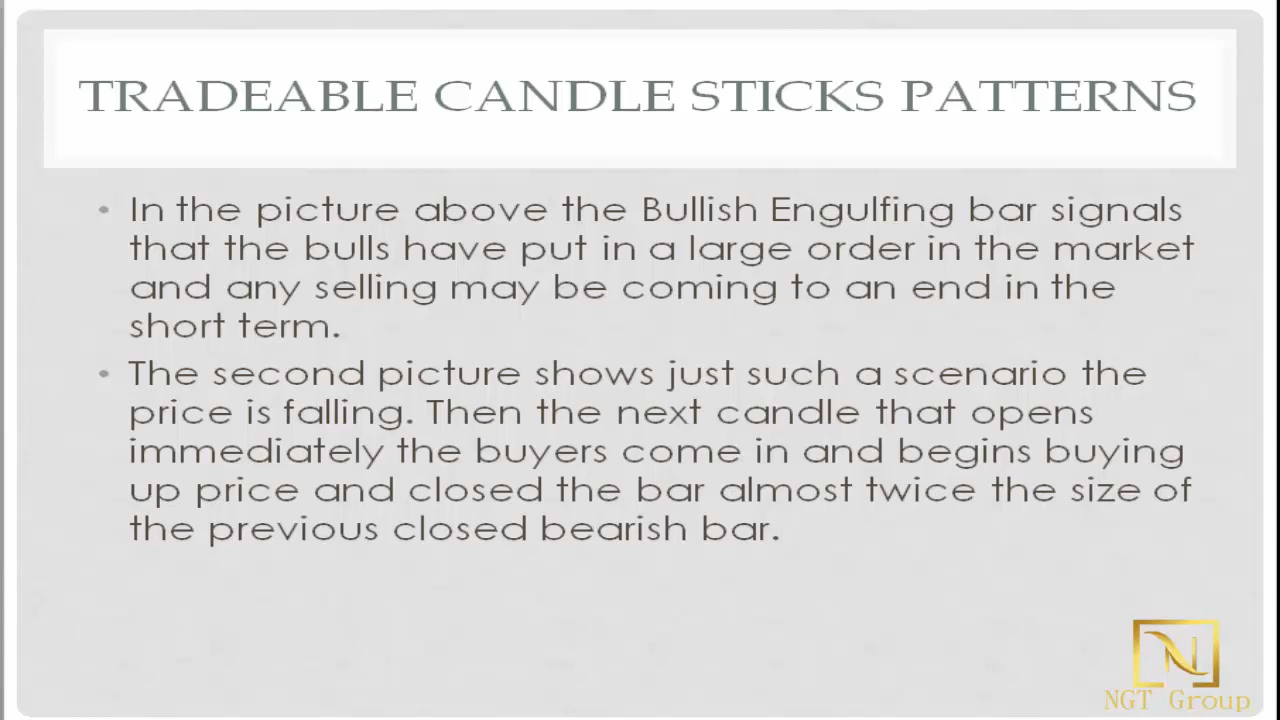 TRADEABLE CANDLE STICKS PATTERNS
• In the picture above the Bullish Engulfing bar signals
that the bulls have put in a large order in the market
and any selling may be coming to an end in the
short term.
• The second picture shows just such a scenario the
price is falling. Then the next candle that opens
immediately the buyers come in and begins buying
up price and closed the bar almost twice the size of
the previous closed bearish bar.
N
NGT Group